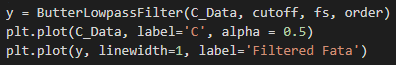 y = ButterLowpassFilter(C_Data, cutoff, fs, order)
plt.plot(C_Data, label='C', alpha = 0.5)
plt.plot(y, linewidth=1, label='Filtered Fata')